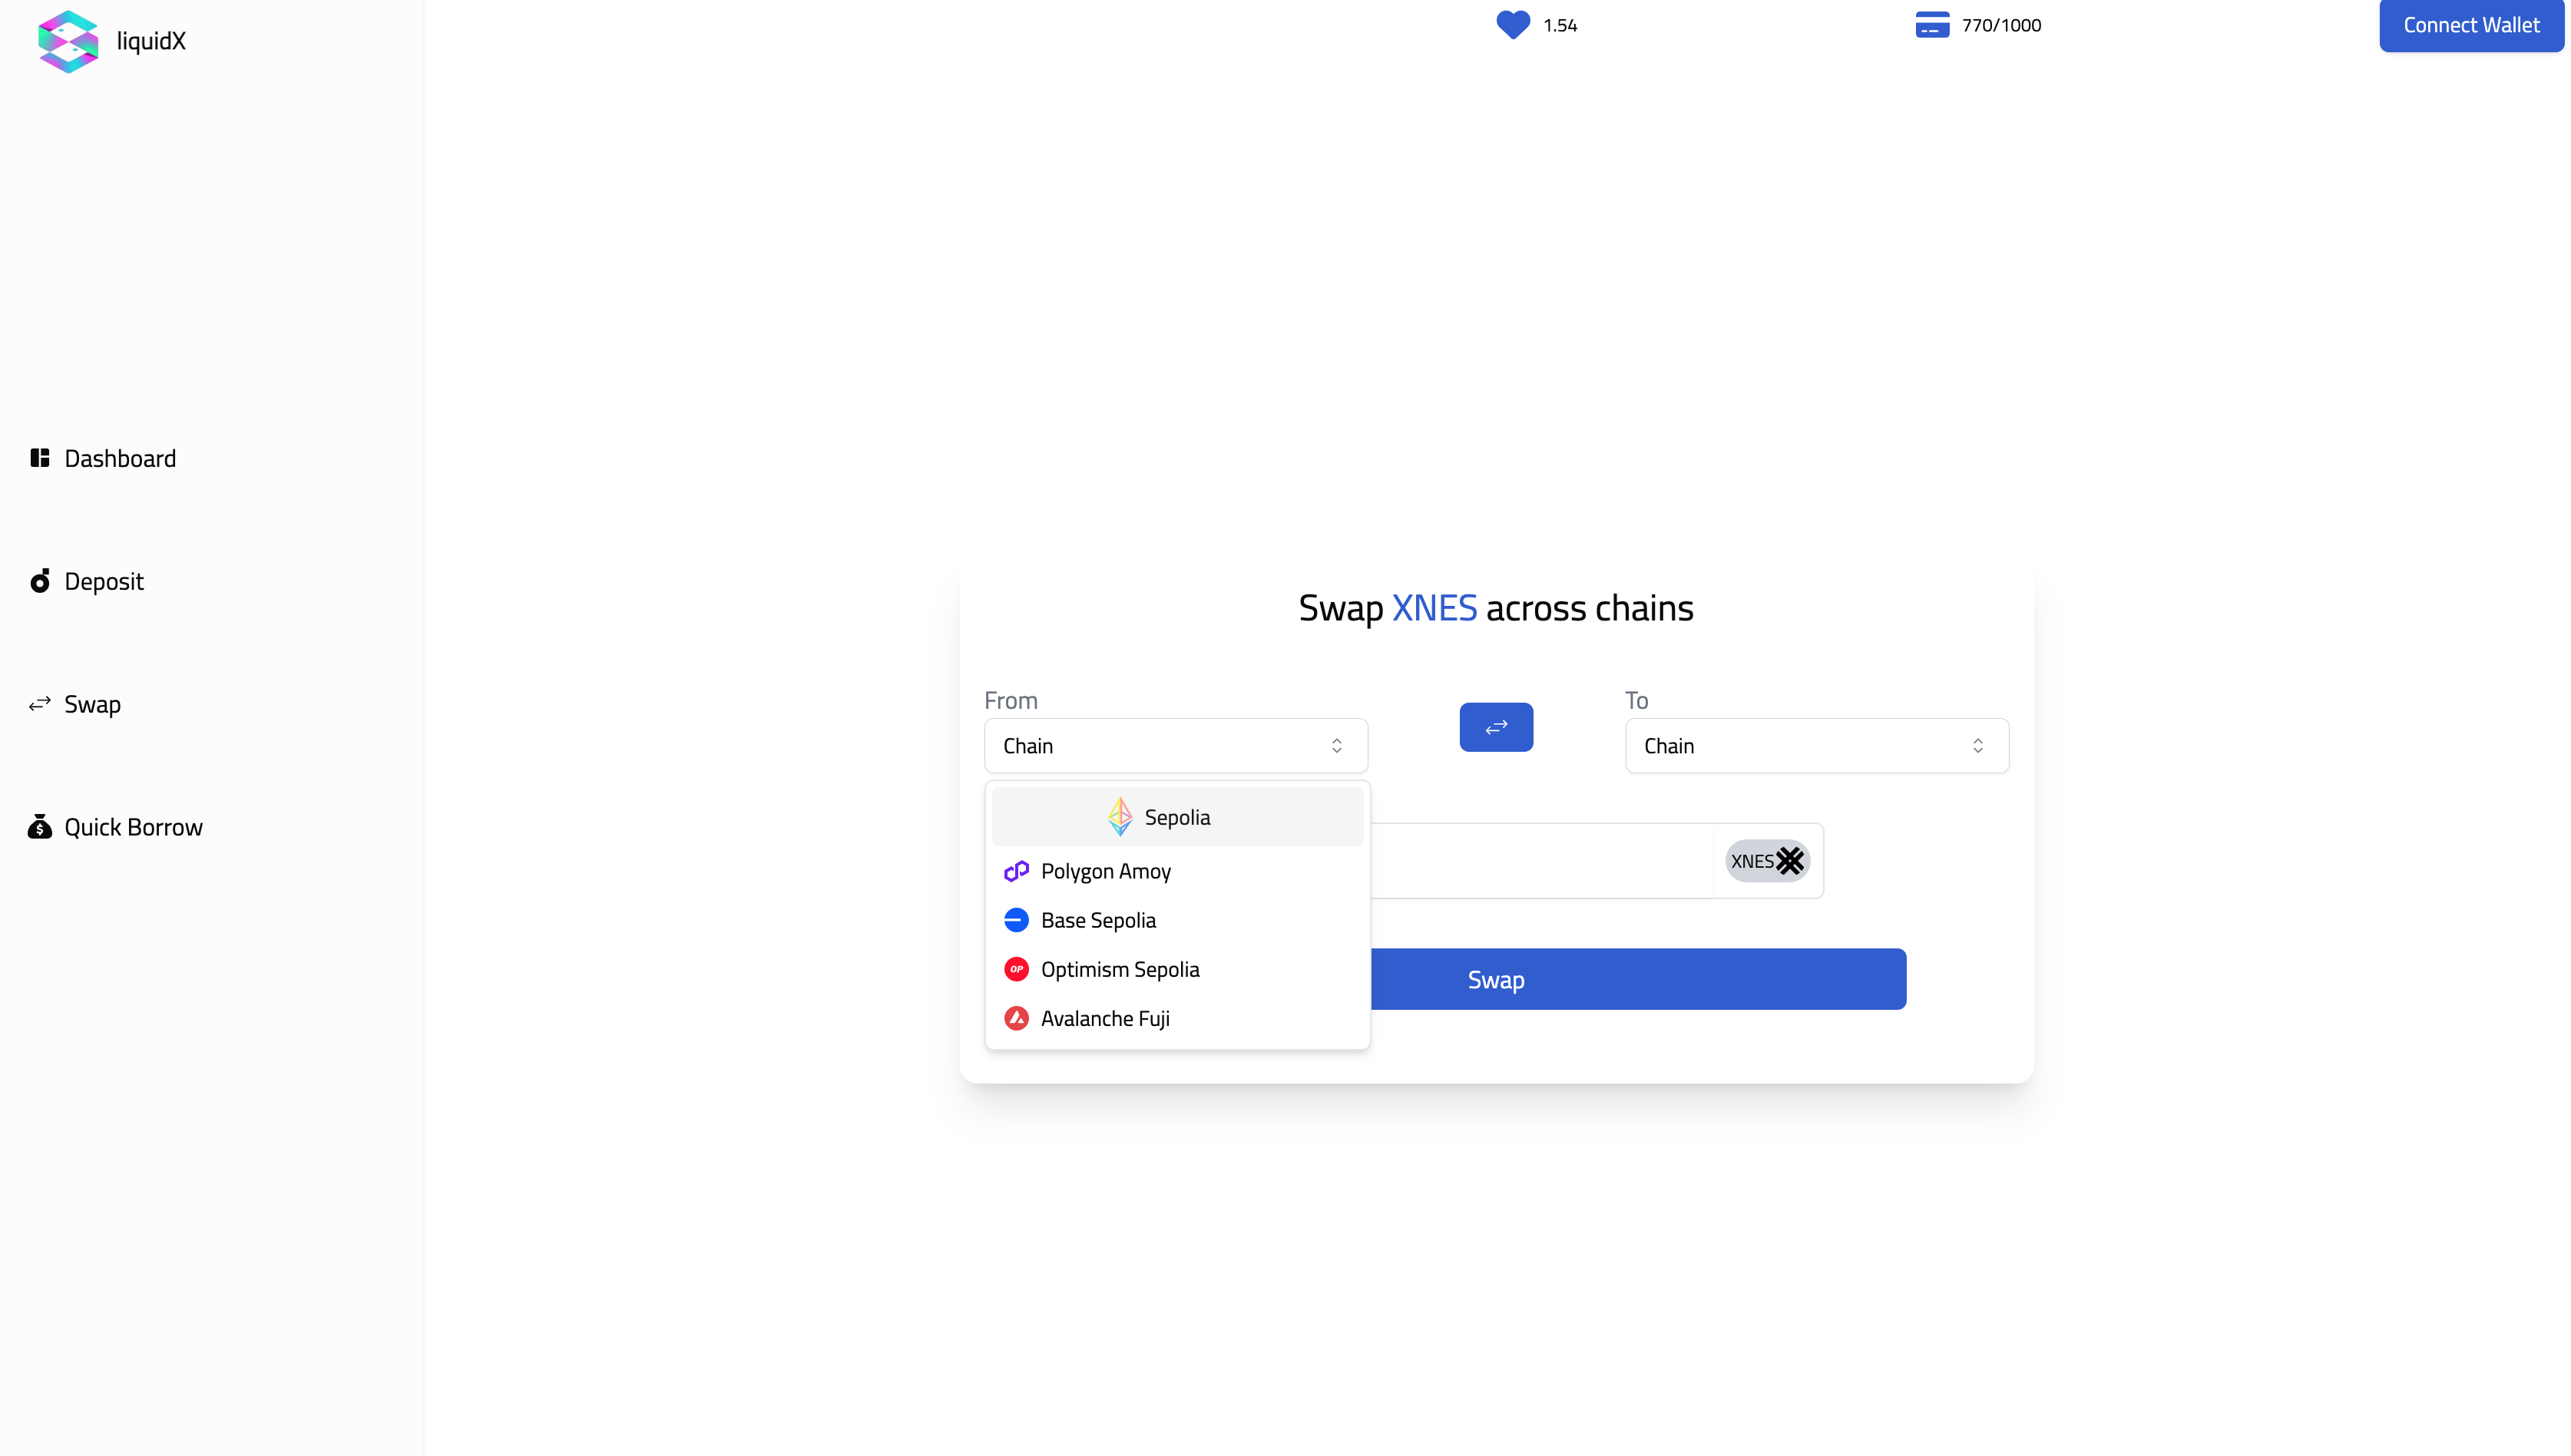 liquidX
1.54
770/1000
Connect Wallet
Dashboard
Deposit
Swap
Quick Borrow
Swap XNES across chains
From
To
Chain
Chain
Sepolia
Polygon Amoy
Base Sepolia
Optimism Sepolia
Avalanche Fuji
XNES
Swap